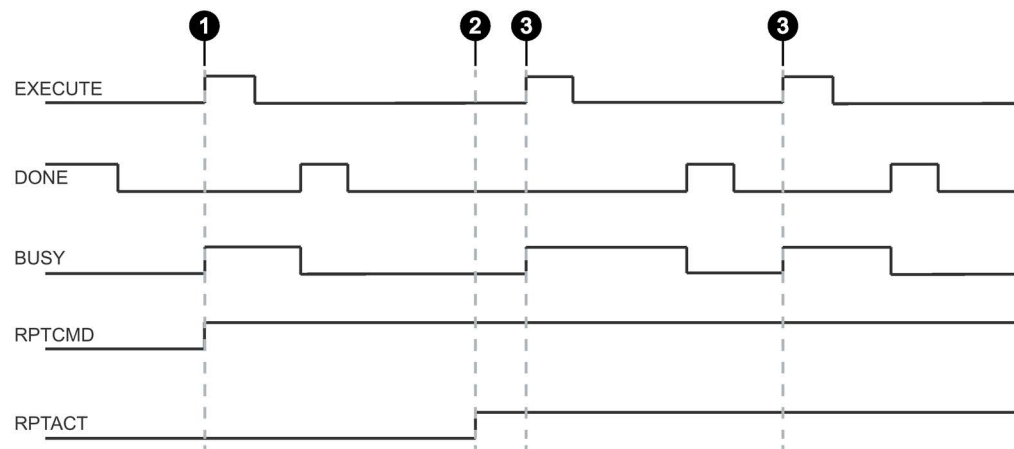 1 2 3 3
EXECUTE
DONE
BUSY
RPTCMD
RPTACT